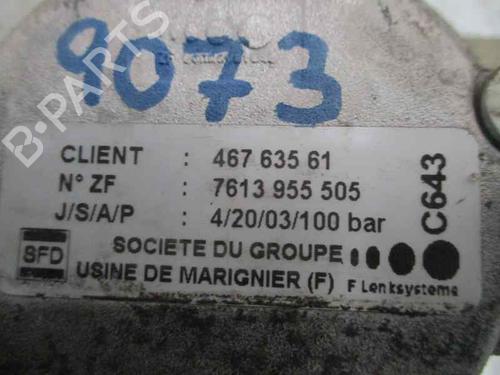 9073
B-PARTS
CLIENT : 467 635 61
N° ZF : 7613 955 505
J/S/A/P : 4/20/03/100 bar
C643
SFD SOCIETE DU GROUPE
USINE DE MARIGNIER (F) F Lenksysteme